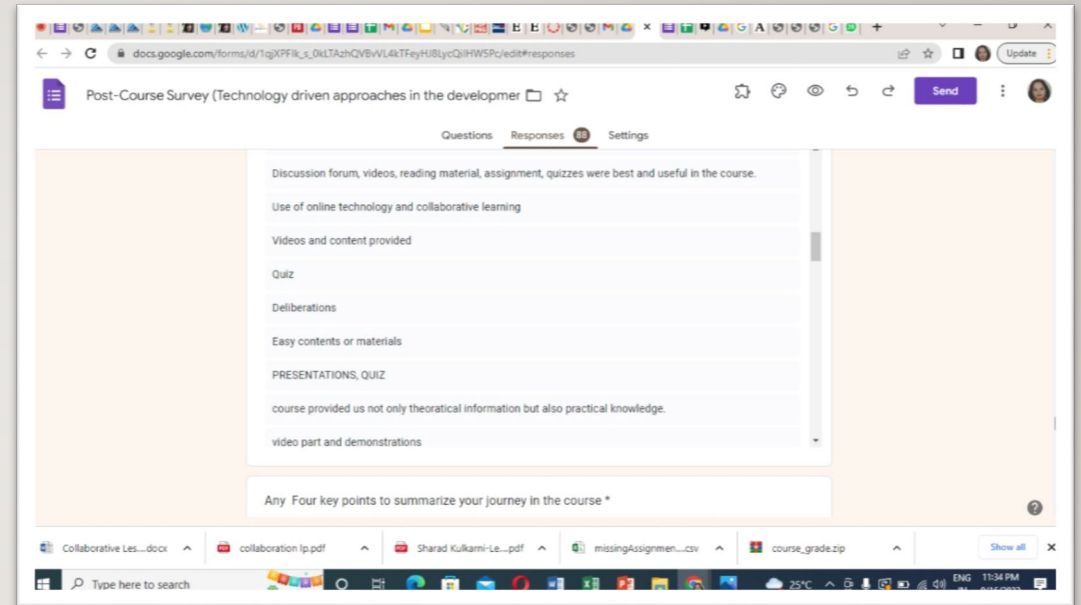 docs.google.com/forms/d/1qjXPFIk_s_0kLTAzhQVBvVL4kTFeyHJ8LycQiIHW5Pc/edit#responses
Update
Post-Course Survey (Technology driven approaches in the developmer
Send
Questions Responses 88 Settings
Discussion forum, videos, reading material, assignment, quizzes were best and useful in the course.
Use of online technology and collaborative learning
Videos and content provided
Quiz
Deliberations
Easy contents or materials
PRESENTATIONS, QUIZ
course provided us not only theoratical information but also practical knowledge.
video part and demonstrations
Any Four key points to summarize your journey in the course *
Collaborative Les....docx
collaboration lp.pdf
Sharad Kulkarni-Le....pdf
missingAssignmen....csv
course_grade.zip
Show all
Type here to search
25°C
ENG
11:34 PM